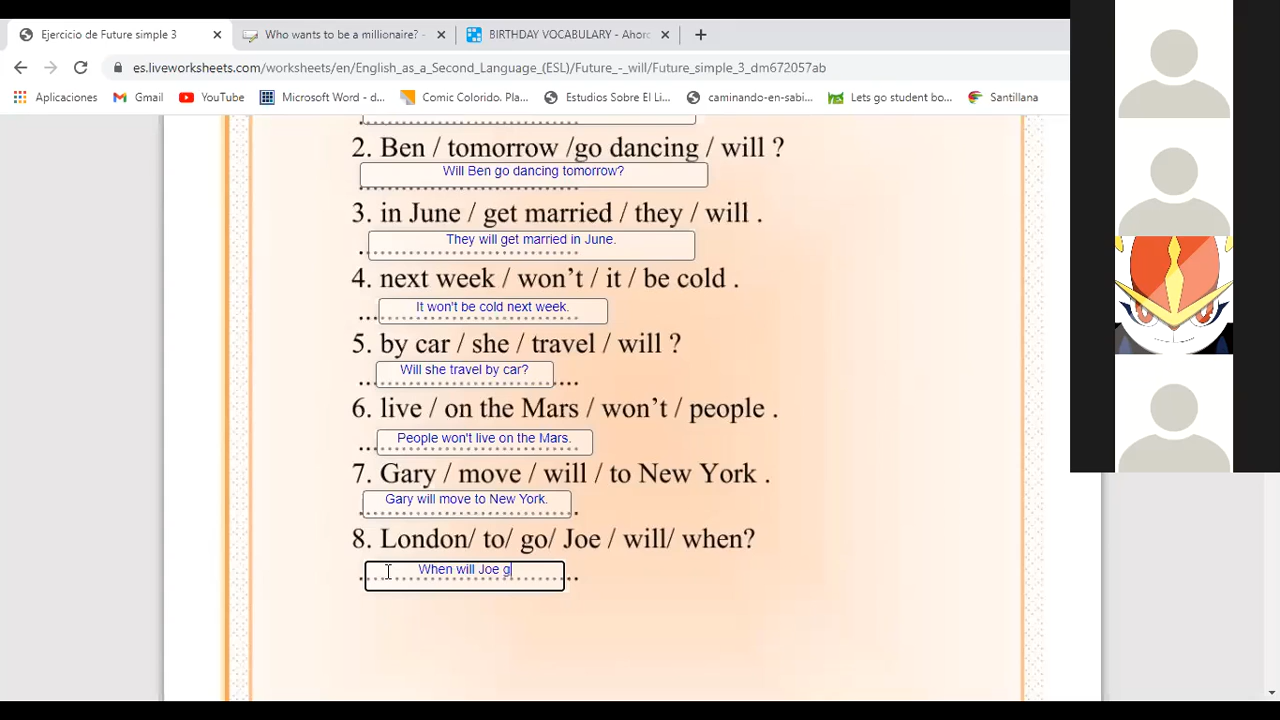 Ejercicio de Future simple 3
Who wants to be a millionaire? -
BIRTHDAY VOCABULARY - Ahorc
es.liveworksheets.com/worksheets/en/English_as_a_Second_Language_(ESL)/Future_-_will/Future_simple_3_dm672057ab
Aplicaciones
Gmail
YouTube
Microsoft Word - d...
Comic Colorido. Pla...
Estudios Sobre El Li...
caminando-en-sabi...
Lets go student bo...
Santillana
2. Ben / tomorrow /go dancing / will ?
Will Ben go dancing tomorrow?
3. in June / get married / they / will .
They will get married in June.
4. next week / won't / it / be cold .
It won't be cold next week.
5. by car / she / travel / will ?
Will she travel by car?
6. live / on the Mars / won't / people .
People won't live on the Mars.
7. Gary / move / will / to New York .
Gary will move to New York.
8. London/ to/ go/ Joe / will/ when?
When will Joe g